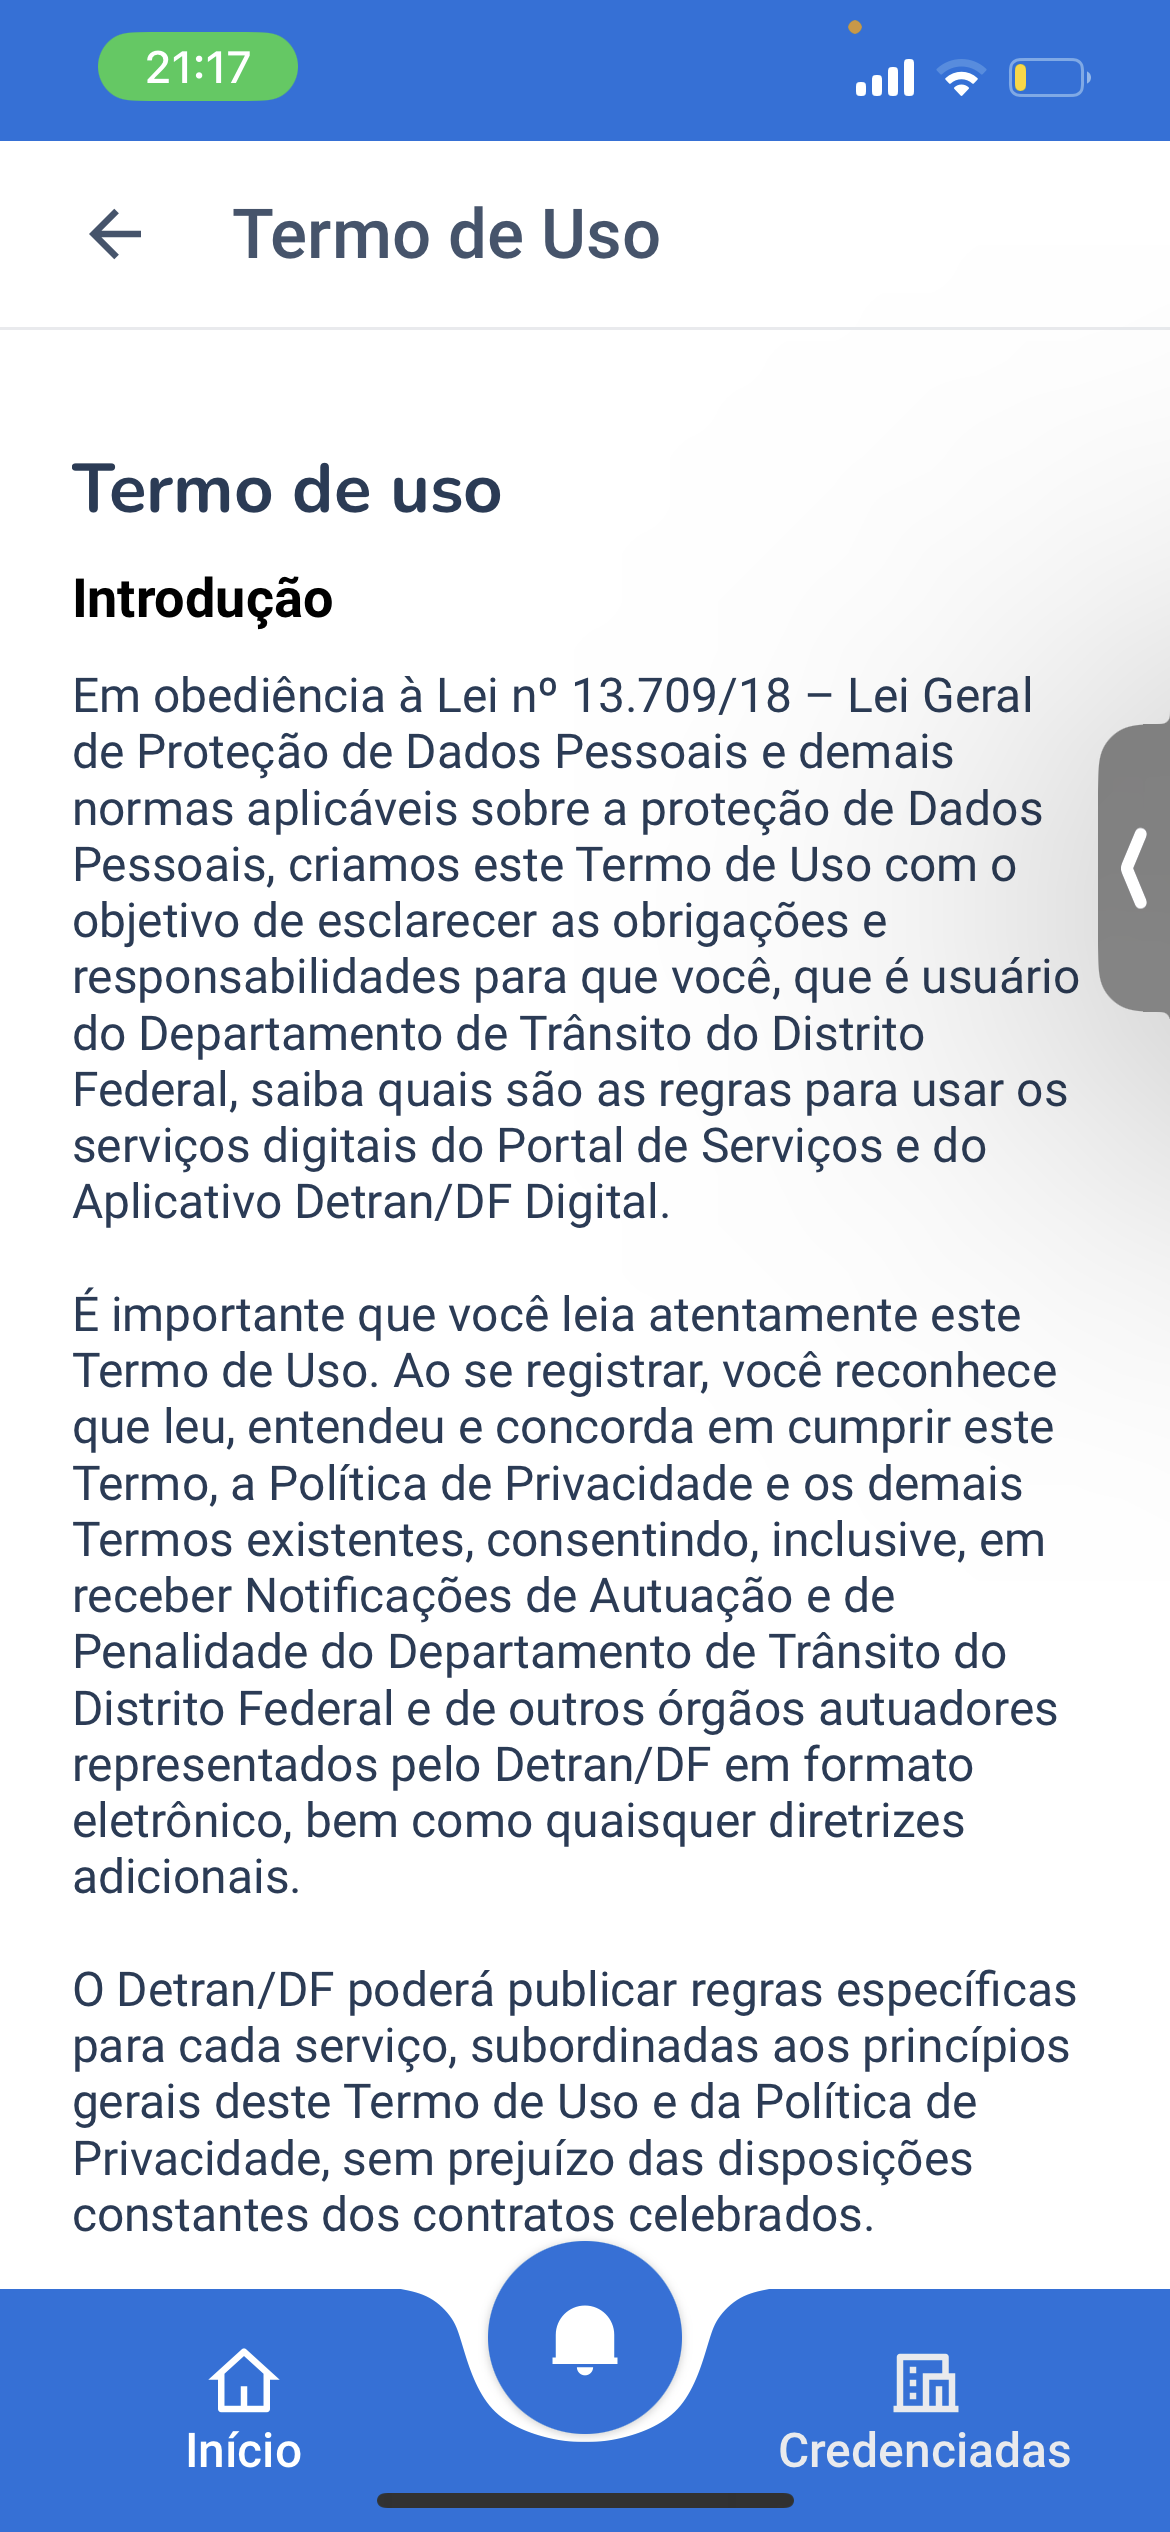 21:17
Termo de Uso
Termo de uso
Introdução
Em obediência à Lei nº 13.709/18 – Lei Geral
de Proteção de Dados Pessoais e demais
normas aplicáveis sobre a proteção de Dados
Pessoais, criamos este Termo de Uso com o
objetivo de esclarecer as obrigações e
responsabilidades para que você, que é usuário
do Departamento de Trânsito do Distrito
Federal, saiba quais são as regras para usar os
serviços digitais do Portal de Serviços e do
Aplicativo Detran/DF Digital.
É importante que você leia atentamente este
Termo de Uso. Ao se registrar, você reconhece
que leu, entendeu e concorda em cumprir este
Termo, a Política de Privacidade e os demais
Termos existentes, consentindo, inclusive, em
receber Notificações de Autuação e de
Penalidade do Departamento de Trânsito do
Distrito Federal e de outros órgãos autuadores
representados pelo Detran/DF em formato
eletrônico, bem como quaisquer diretrizes
adicionais.
O Detran/DF poderá publicar regras específicas
para cada serviço, subordinadas aos princípios
gerais deste Termo de Uso e da Política de
Privacidade, sem prejuízo das disposições
constantes dos contratos celebrados.
Início
Credenciadas